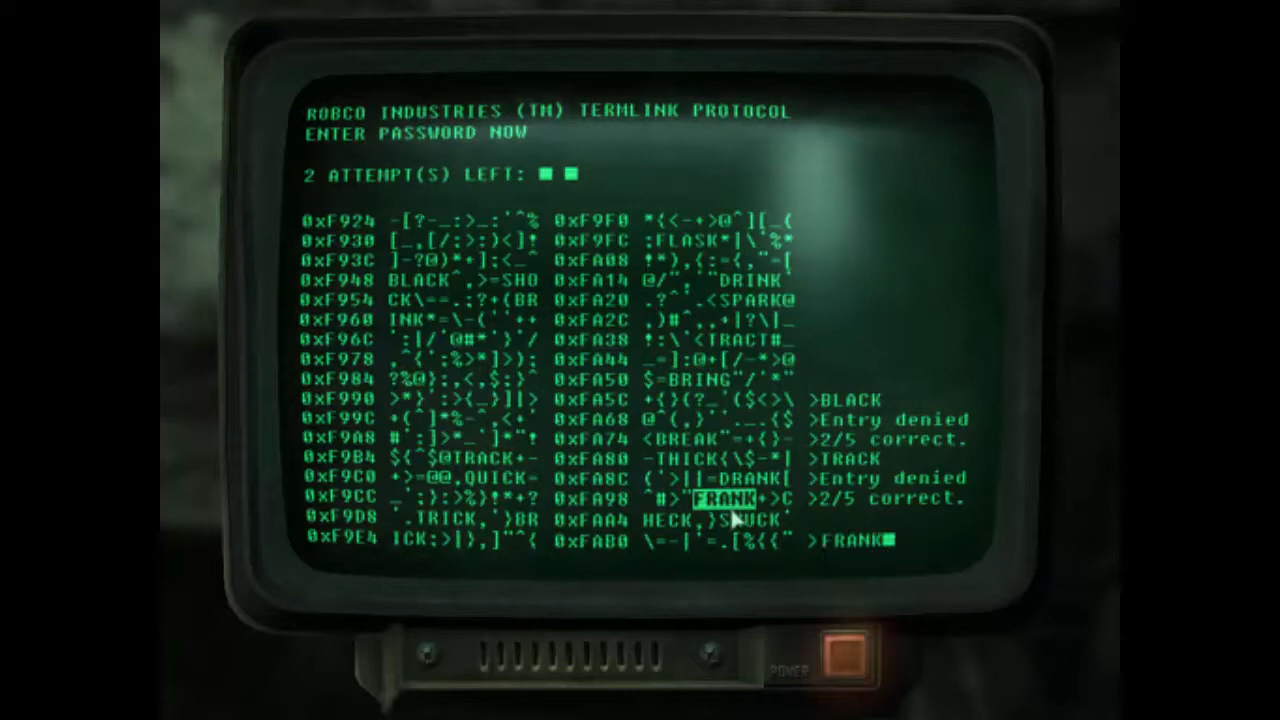 ROBCO INDUSTRIES (TM) TERMLINK PROTOCOL
ENTER PASSWORD NOW
2 ATTEMPT(S) LEFT: ■ ■
0xF924 -[?-_:>_:'^% 0xF9F0 *{<-+>@^][_(
0xF930 [_,[/:>:)<]! 0xF9FC :FLASK*|\'%*
0xF93C ]-?@)*+]:<_^ 0xFA08 !*),{:={,"=[
0xF948 BLACK^,>=SHO 0xFA14 @/",'"DRINK'
0xF954 CK\==.:?+(BR 0xFA20 .?^'.<SPARK@
0xF960 INK*=\-(''++ 0xFA2C ,)#^,,+|?\|_
0xF96C ':|/'@#*'}'/ 0xFA38 !:\'<TRACT#_
0xF978 ,^{':%>*]>); 0xFA44 _=]:@+[/-*>@
0xF984 ?%@}:,<,$:}^ 0xFA50 $=BRING"/'*"
0xF990 >*}':>{_}]|> 0xFA5C +{}(?_'($<>\ >BLACK
0xF99C +(^]*%-^,<+' 0xFA68 @^(,}''._.{$ >Entry denied
0xF9A8 #':]>*_']*"! 0xFA74 <BREAK"=+{}- >2/5 correct.
0xF9B4 ${^$@TRACK+- 0xFA80 -THICK{\$-*| >TRACK
0xF9C0 +>=@@,QUICK= 0xFA8C ('>||=DRANK[ >Entry denied
0xF9CC _':}:>%}!*+? 0xFA98 ^#>"FRANK+>C >2/5 correct.
0xF9D8 '.TRICK,'}BR 0xFAA4 HECK,}STUCK'
0xF9E4 ICK;>|},]"^{ 0xFAB0 \=-|'=.[%{{" >FRANK■
POWER